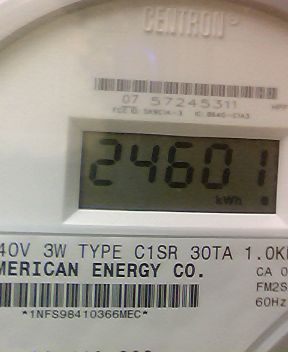 CENTRON®
07 57245311
24601
kWh
40V 3W TYPE C1SR 30TA 1.0K
MERICAN ENERGY CO.
CA 0
FM2S
60Hz
*1NFS98410366MEC*